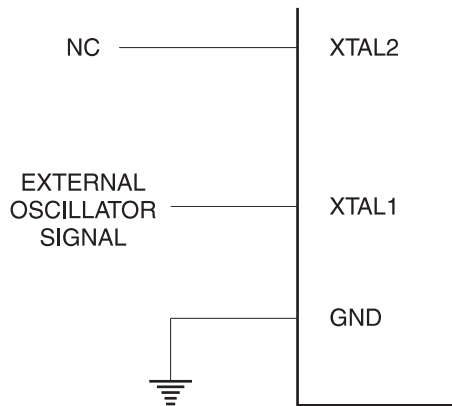 NC XTAL2
EXTERNAL
OSCILLATOR
SIGNAL
XTAL1
GND